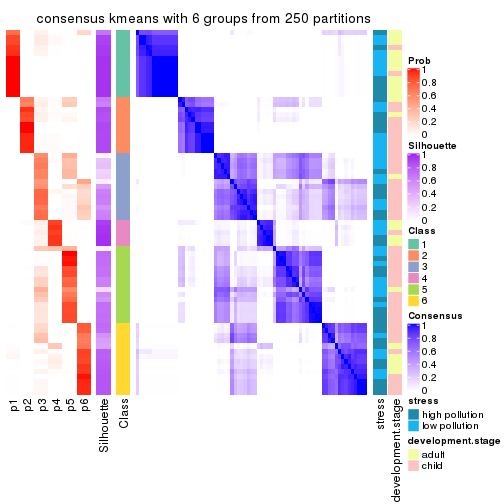 consensus kmeans with 6 groups from 250 partitions
p1
p2
p3
p4
p5
p6
Silhouette
Class
stress
development.stage
Prob
1
0.8
0.6
0.4
0.2
0
Silhouette
1
0.8
0.6
0.4
0.2
0
Class
1
2
3
4
5
6
Consensus
1
0.8
0.6
0.4
0.2
0
stress
high pollution
low pollution
development.stage
adult
child